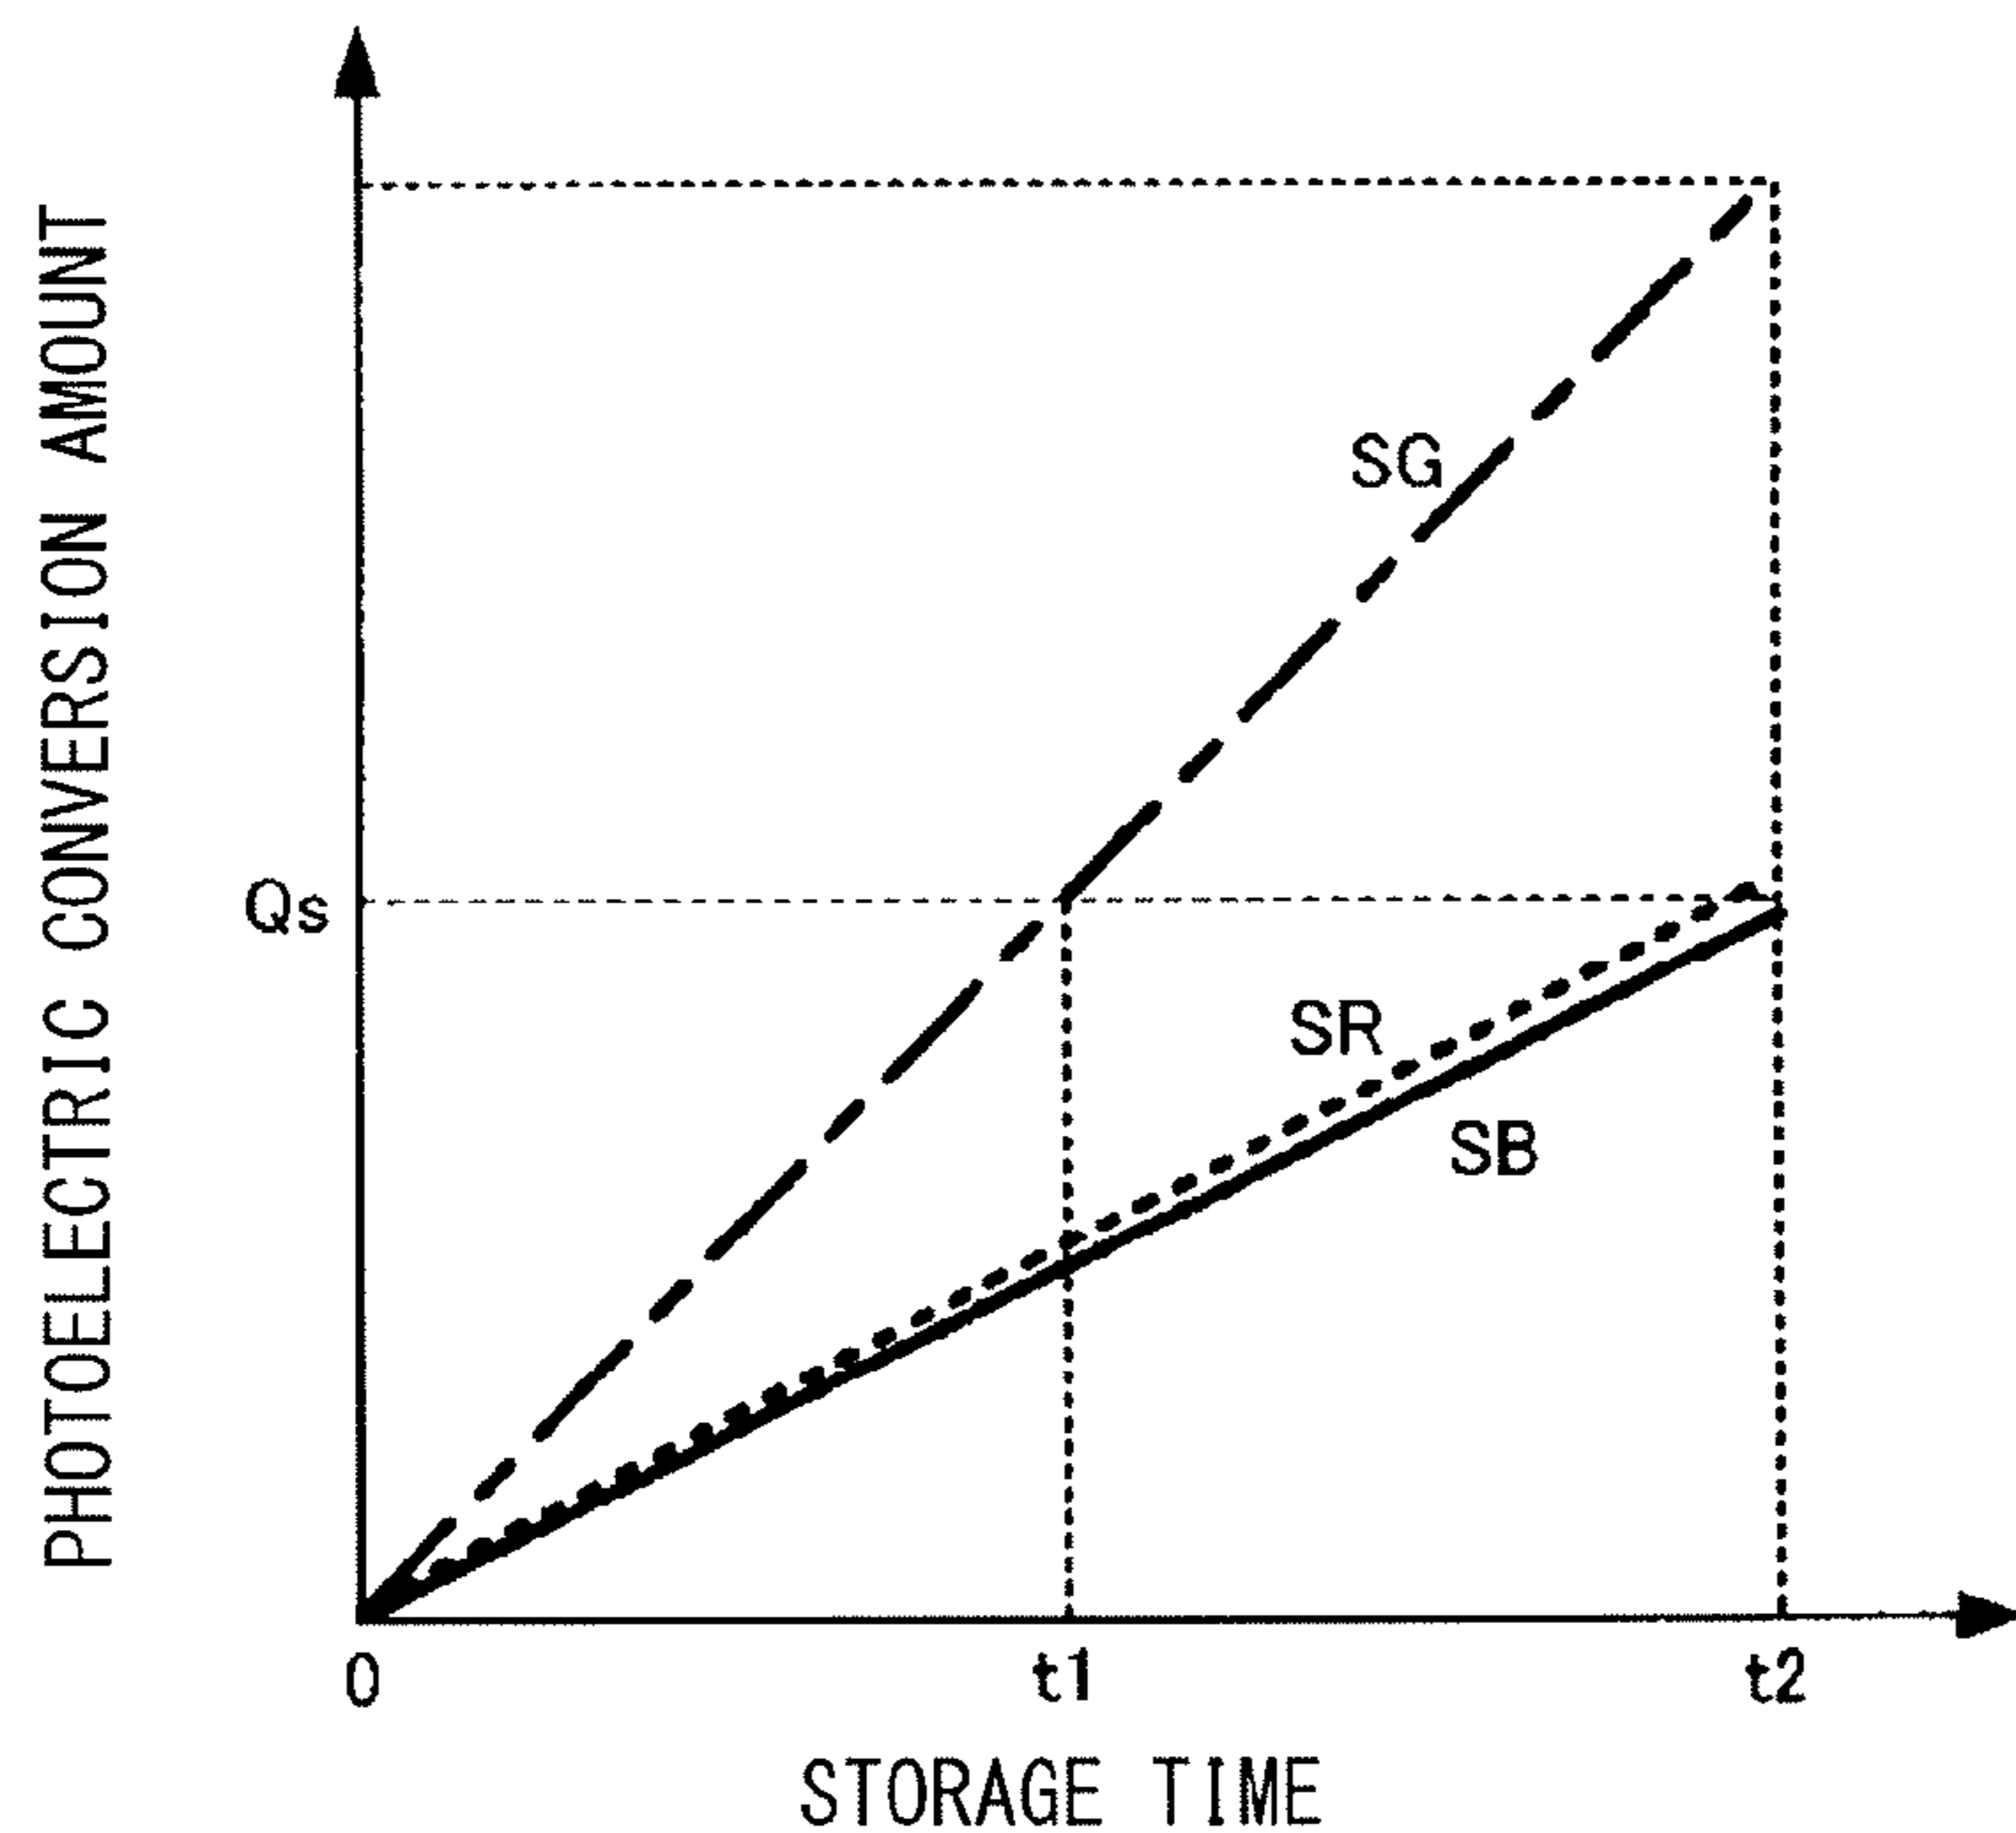 PHOTOELECTRIC CONVERSION AMOUNT
SG
Qs
SR
SB
0
t1
t2
STORAGE TIME